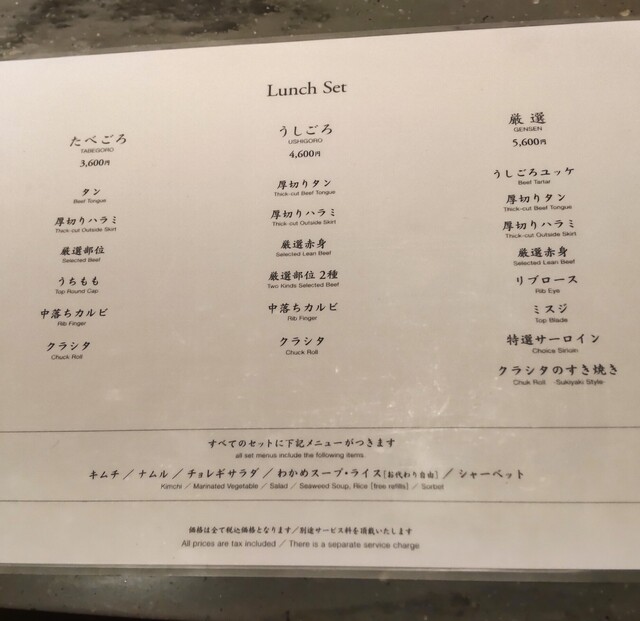 Lunch Set
たべごろ
TABEGORO
3,600円
タン
Beef Tongue
厚切りハラミ
Thick-cut Outside Skirt
厳選部位
Selected Beef
うちもも
Top Round Cap
中落ちカルビ
Rib Finger
クラシタ
Chuck Roll
うしごろ
USHIGORO
4,600円
厚切りタン
Thick-cut Beef Tongue
厚切りハラミ
Thick-cut Outside Skirt
厳選赤身
Selected Lean Beef
厳選部位2種
Two Kinds Selected Beef
中落ちカルビ
Rib Finger
クラシタ
Chuck Roll
厳選
GENSEN
5,600円
うしごろユッケ
Beef Tartar
厚切りタン
Thick-cut Beef Tongue
厚切りハラミ
Thick-cut Outside Skirt
厳選赤身
Selected Lean Beef
リブロース
Rib Eye
ミスジ
Top Blade
特選サーロイン
Choice Sirloin
クラシタのすき焼き
Chuk Roll -Sukiyaki Style-
すべてのセットに下記メニューがつきます
all set menus include the following items.
キムチ／ナムル／チョレギサラダ／わかめスープ・ライス[お代わり自由]／シャーベット
Kimchi／Marinated Vegetable／Salad／Seaweed Soup, Rice [free refills]／Sorbet
価格は全て税込価格となります／別途サービス料を頂戴いたします
All prices are tax included／There is a separate service charge